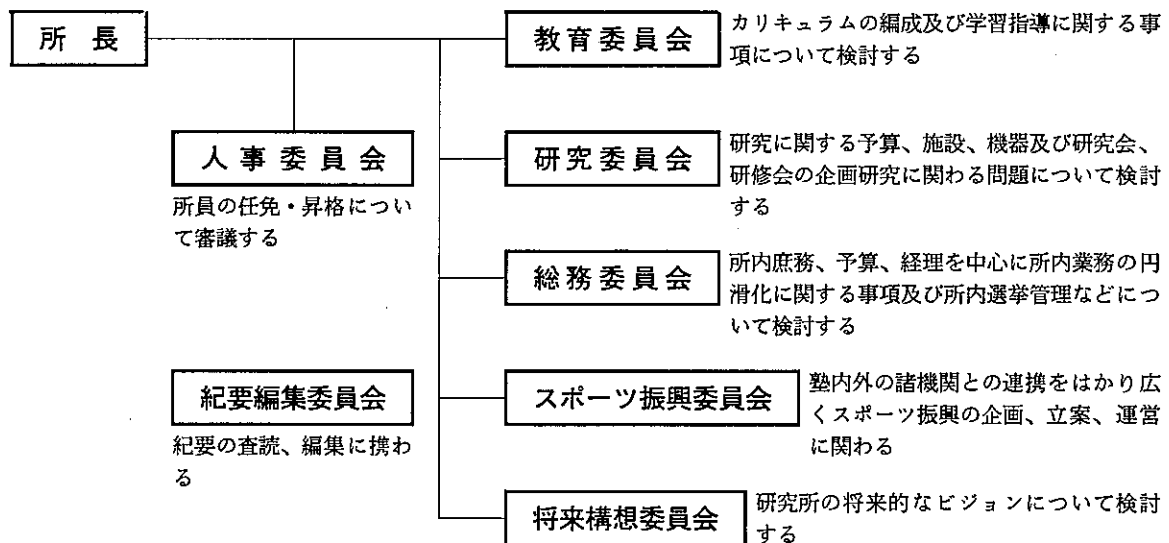 所長
教育委員会
カリキュラムの編成及び学習指導に関する事
項について検討する
人事委員会
所員の任免・昇格につい
て審議する
研究委員会
研究に関する予算、施設、機器及び研究会、
研修会の企画研究に関わる問題について検討
する
総務委員会
所内庶務、予算、経理を中心に所内業務の円
滑化に関する事項及び所内選挙管理などにつ
いて検討する
紀要編集委員会
紀要の査読、編集に携わ
る
スポーツ振興委員会
塾内外の諸機関との連携をはかり広
くスポーツ振興の企画、立案、運営
に関わる
将来構想委員会
研究所の将来的なビジョンについて検討
する